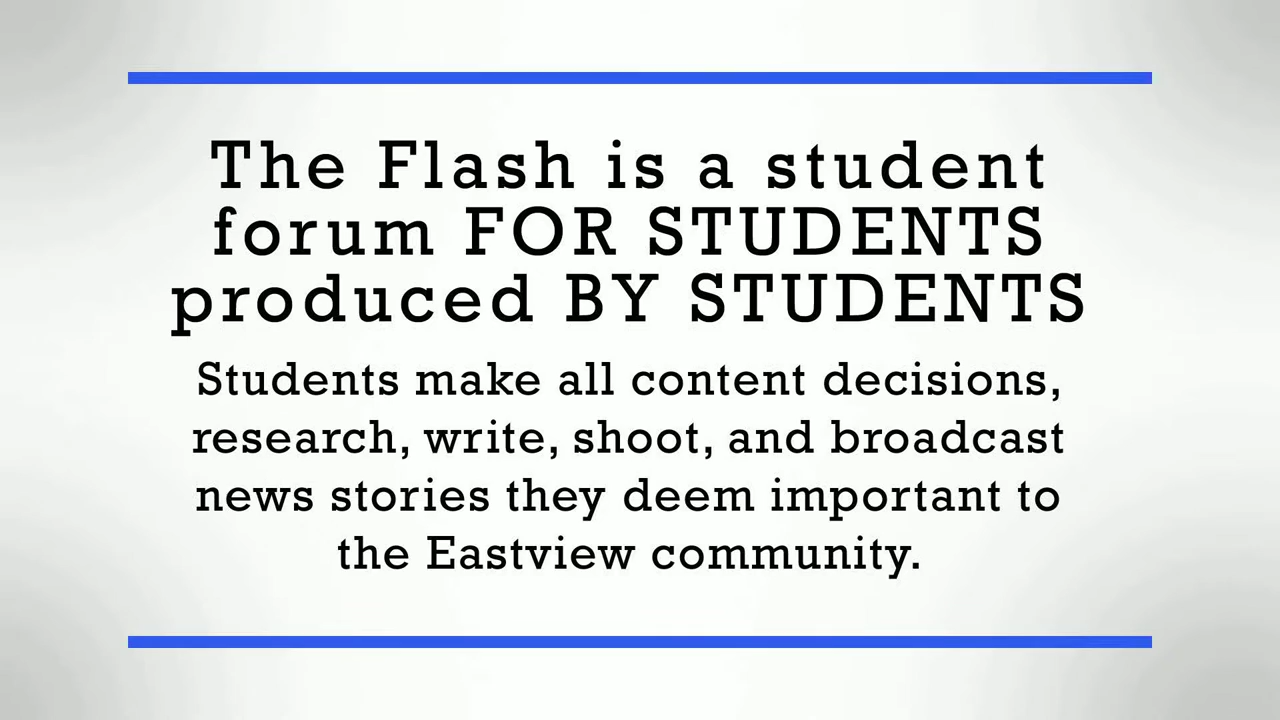 The Flash is a student
forum FOR STUDENTS
produced BY STUDENTS
Students make all content decisions,
research, write, shoot, and broadcast
news stories they deem important to
the Eastview community.